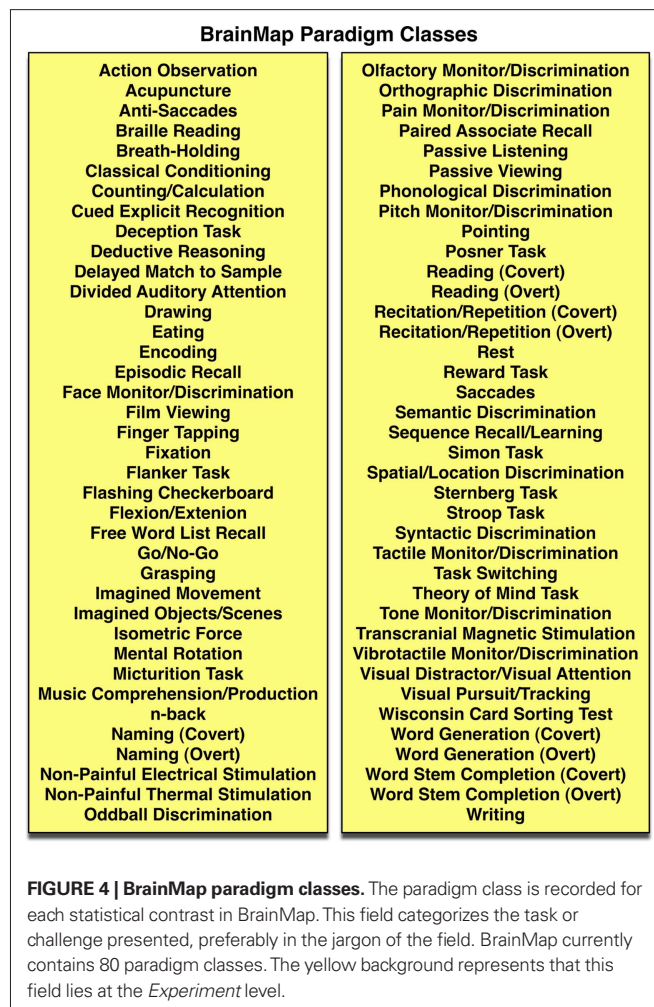 BrainMap Paradigm Classes
Action Observation
Acupuncture
Anti-Saccades
Braille Reading
Breath-Holding
Classical Conditioning
Counting/Calculation
Cued Explicit Recognition
Deception Task
Deductive Reasoning
Delayed Match to Sample
Divided Auditory Attention
Drawing
Eating
Encoding
Episodic Recall
Face Monitor/Discrimination
Film Viewing
Finger Tapping
Fixation
Flanker Task
Flashing Checkerboard
Flexion/Extenion
Free Word List Recall
Go/No-Go
Grasping
Imagined Movement
Imagined Objects/Scenes
Isometric Force
Mental Rotation
Micturition Task
Music Comprehension/Production
n-back
Naming (Covert)
Naming (Overt)
Non-Painful Electrical Stimulation
Non-Painful Thermal Stimulation
Oddball Discrimination
Olfactory Monitor/Discrimination
Orthographic Discrimination
Pain Monitor/Discrimination
Paired Associate Recall
Passive Listening
Passive Viewing
Phonological Discrimination
Pitch Monitor/Discrimination
Pointing
Posner Task
Reading (Covert)
Reading (Overt)
Recitation/Repetition (Covert)
Recitation/Repetition (Overt)
Rest
Reward Task
Saccades
Semantic Discrimination
Sequence Recall/Learning
Simon Task
Spatial/Location Discrimination
Sternberg Task
Stroop Task
Syntactic Discrimination
Tactile Monitor/Discrimination
Task Switching
Theory of Mind Task
Tone Monitor/Discrimination
Transcranial Magnetic Stimulation
Vibrotactile Monitor/Discrimination
Visual Distractor/Visual Attention
Visual Pursuit/Tracking
Wisconsin Card Sorting Test
Word Generation (Covert)
Word Generation (Overt)
Word Stem Completion (Covert)
Word Stem Completion (Overt)
Writing
FIGURE 4 | BrainMap paradigm classes. The paradigm class is recorded for
each statistical contrast in BrainMap. This field categorizes the task or
challenge presented, preferably in the jargon of the field. BrainMap currently
contains 80 paradigm classes. The yellow background represents that this
field lies at the Experiment level.